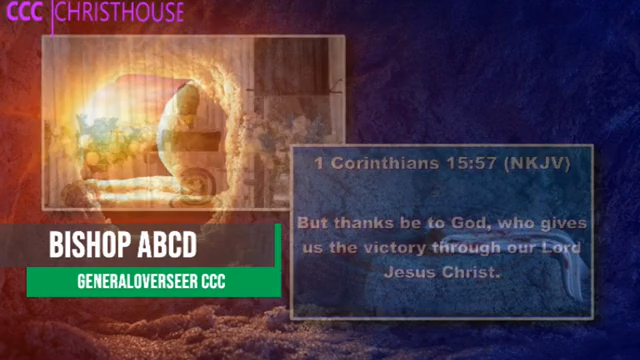 CCC CHRISTHOUSE
1 Corinthians 15:57 (NKJV)
But thanks be to God, who gives
us the victory through our Lord
Jesus Christ.
BISHOP ABCD
GENERALOVERSEER CCC